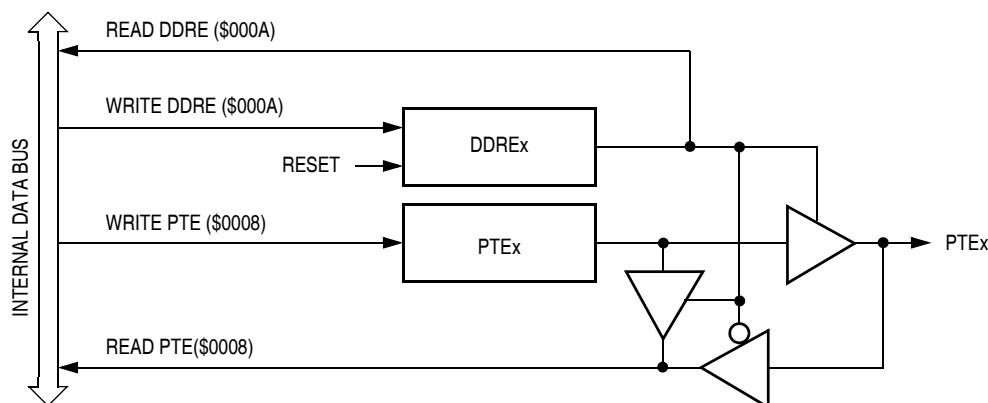 READ DDRE ($000A)
WRITE DDRE ($000A)
DDREx
RESET
WRITE PTE ($0008)
PTEx
PTEx
READ PTE($0008)
INTERNAL DATA BUS